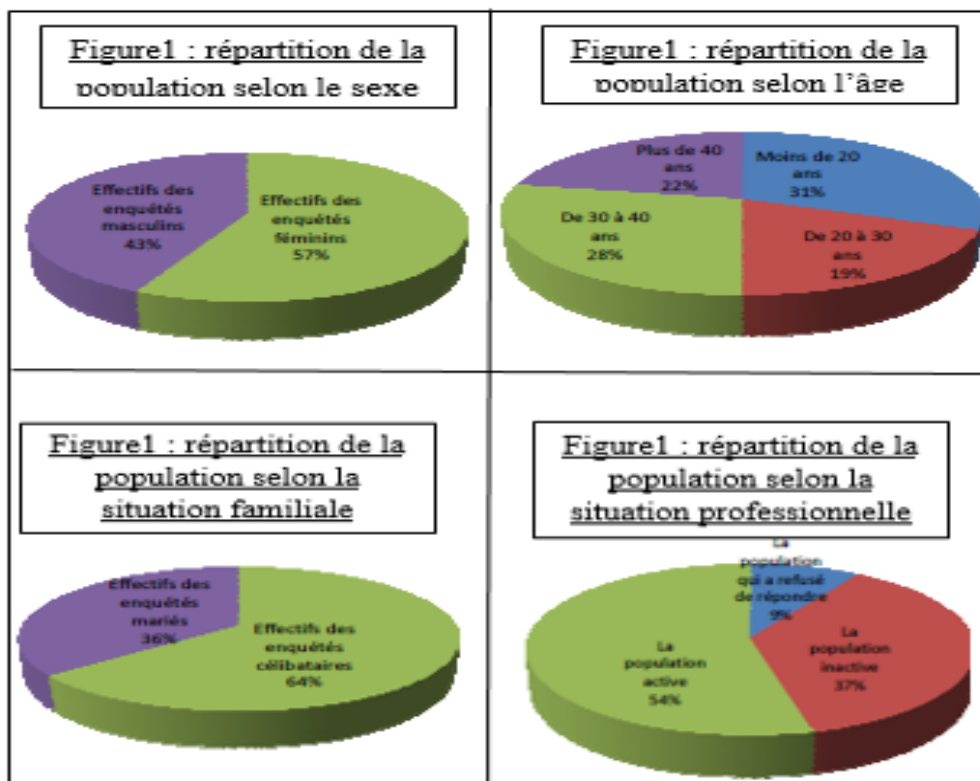 Figure1 : répartition de la
population selon le sexe
Effectifs des
enquétés
masculins
43%
Effectifs des
enquétés
féminins
57%
Figure1 : répartition de la
population selon l'âge
Plus de 40
ans
22%
Moins de 20
ans
31%
De 30 à 40
ans
28%
De 20 à 30
ans
19%
Figure1 : répartition de la
population selon la
situation familiale
Effectifs des
enquétés
mariés
36%
Effectifs des
enquétés
célibataires
64%
Figure1 : répartition de la
population selon la
situation professionnelle
La
population
qui a refusé
de répondre
9%
La
population
active
54%
La
population
inactive
37%